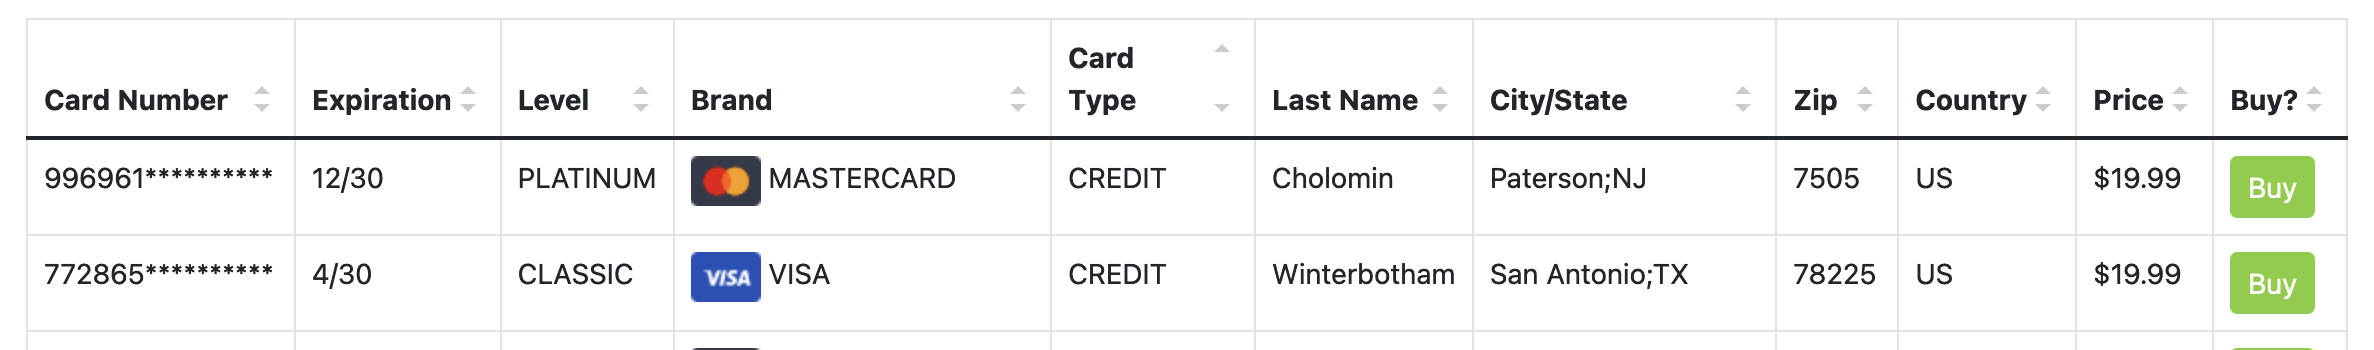 Card Number Expiration Level Brand Card Type Last Name City/State Zip Country Price Buy?
996961********** 12/30 PLATINUM MASTERCARD CREDIT Cholomin Paterson;NJ 7505 US $19.99 Buy
772865********** 4/30 CLASSIC VISA VISA CREDIT Winterbotham San Antonio;TX 78225 US $19.99 Buy